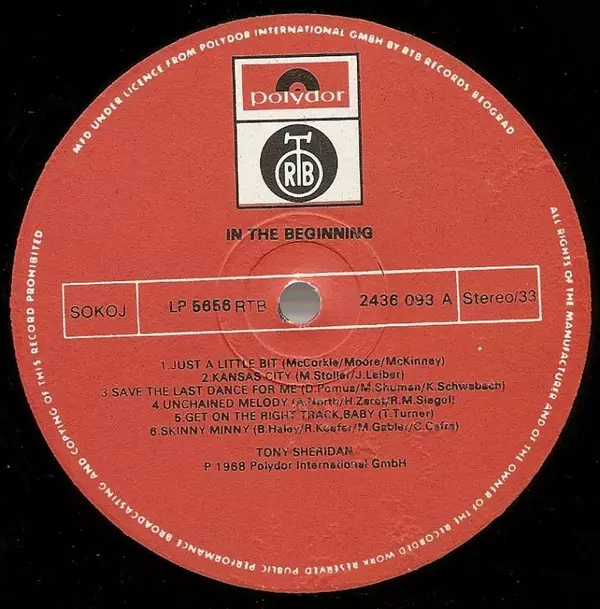 MFD UNDER LICENCE FROM POLYDOR INTERNATIONAL GMBH BY RTB RECORDS BEOGRAD
polydor
RTB
IN THE BEGINNING
SOKOJ LP 5656 RTB 2436 093 A Stereo/33
1.JUST A LITTLE BIT (McCorkle/Moore/McKinney)
2.KANSAS CITY (M.Stoller/J.Leiber)
3.SAVE THE LAST DANCE FOR ME (D.Pomus/M.Shuman/K.Schwabach)
4.UNCHAINED MELODY (A.North/H.Zaret/R.M.Siegel)
5.GET ON THE RIGHT TRACK,BABY (T.Turner)
6.SKINNY MINNY (B.Haley/R.Keefer/M.Gabler/C.Cafra)
TONY SHERIDAN
P 1968 Polydor International GmbH
ALL RIGHTS OF THE MANUFACTURER AND OF THE OWNER OF THE RECORDED WORK RESERVED PUBLIC PERFORMANCE BROADCASTING AND COPYING OF THIS RECORD PROHIBITED